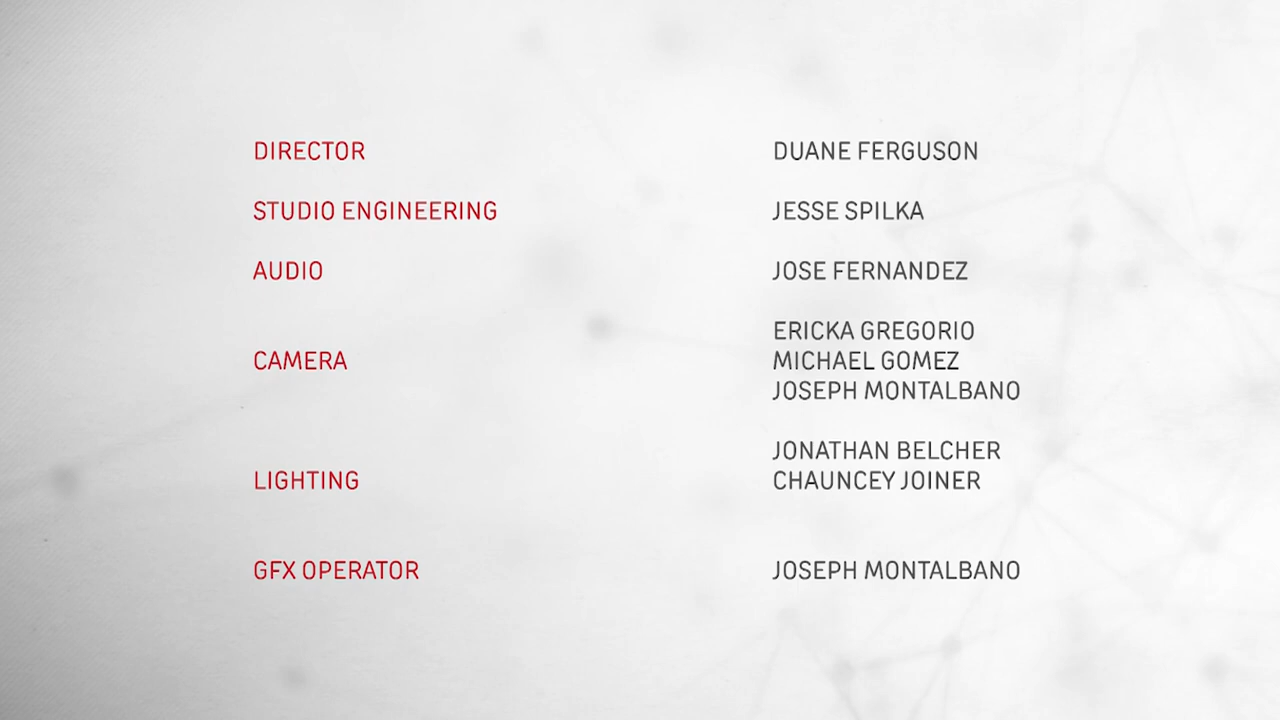 DIRECTOR DUANE FERGUSON
STUDIO ENGINEERING JESSE SPILKA
AUDIO JOSE FERNANDEZ
ERICKA GREGORIO
CAMERA MICHAEL GOMEZ
JOSEPH MONTALBANO
JONATHAN BELCHER
LIGHTING CHAUNCEY JOINER
GFX OPERATOR JOSEPH MONTALBANO